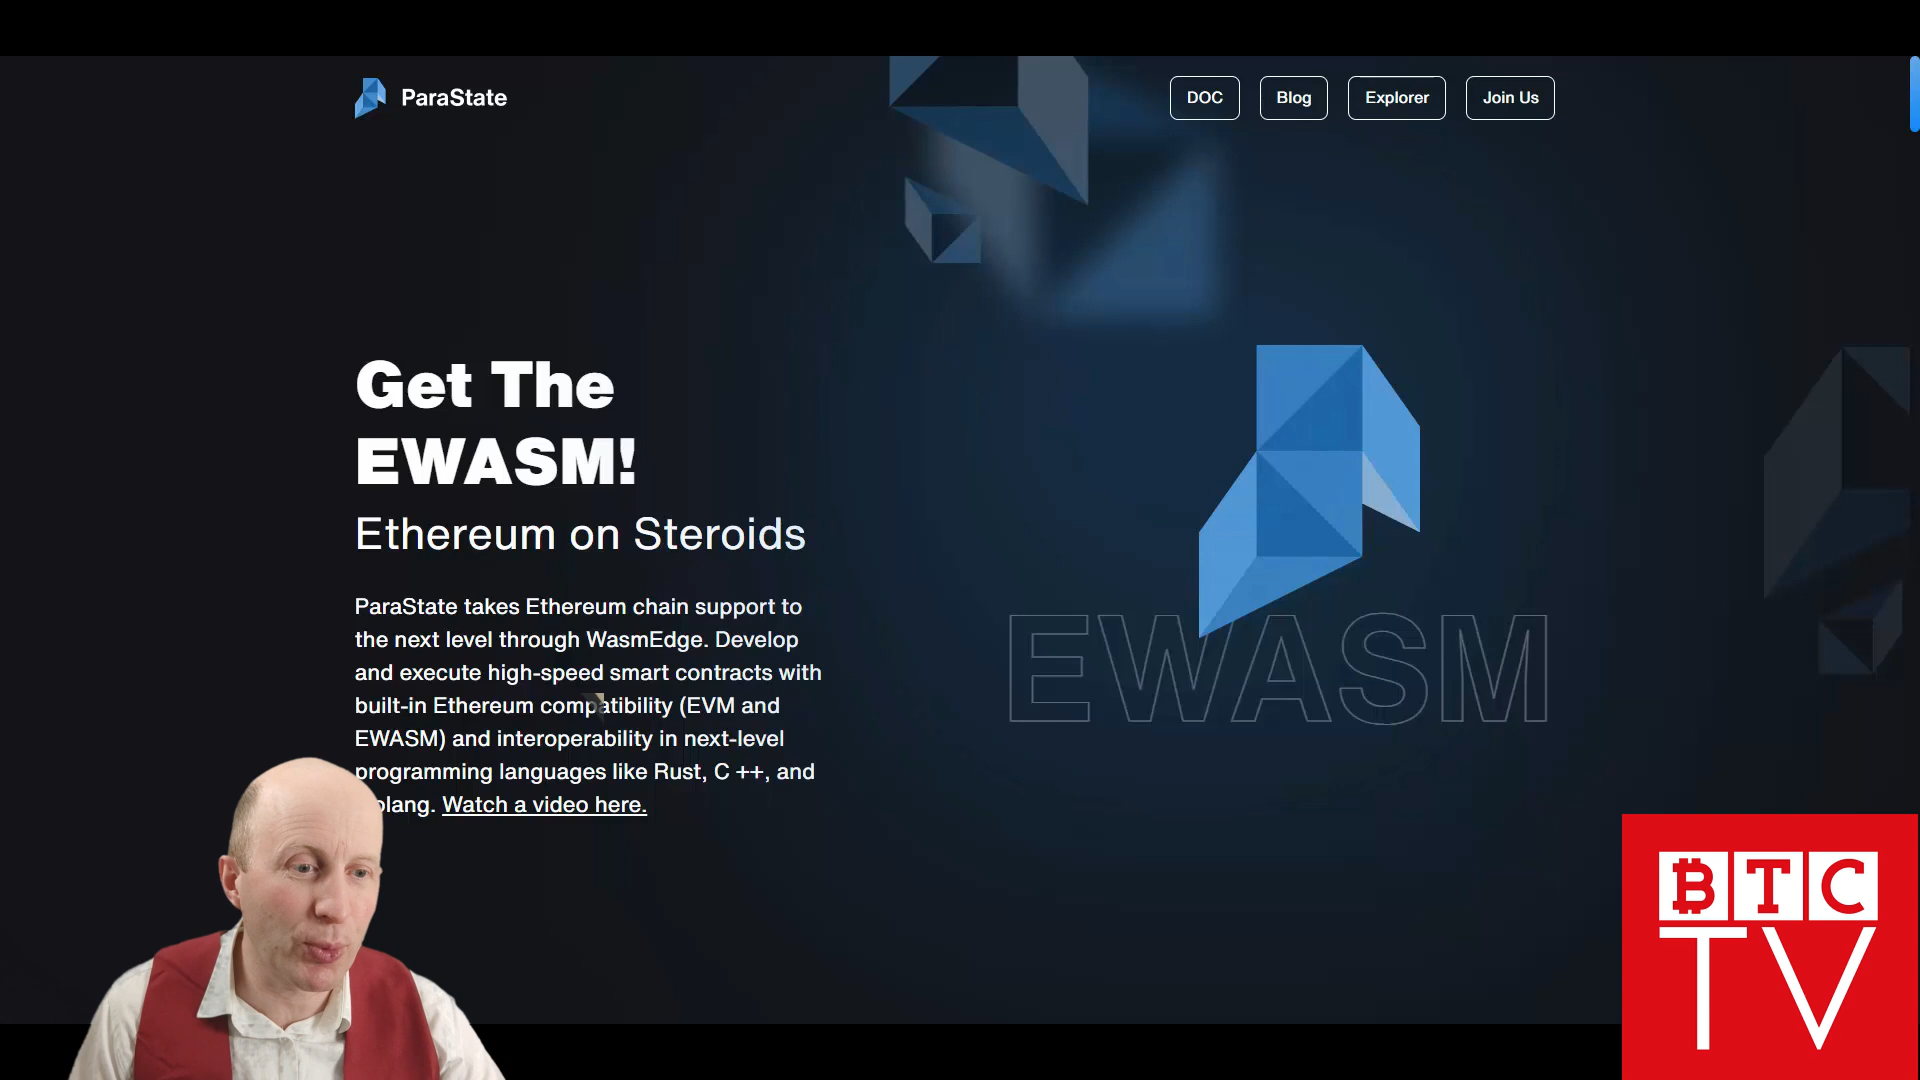 ParaState
DOC
Blog
Explorer
Join Us
Get The
EWASM!
Ethereum on Steroids
ParaState takes Ethereum chain support to
the next level through WasmEdge. Develop
and execute high-speed smart contracts with
built-in Ethereum compatibility (EVM and
EWASM) and interoperability in next-level
programming languages like Rust, C ++, and
olang. Watch a video here.
EWASM
BTC
TV